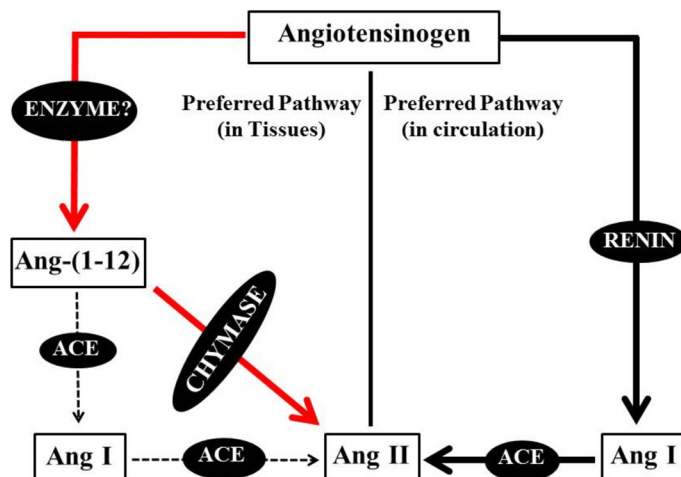 Angiotensinogen
ENZYME?
Preferred Pathway
(in Tissues)
Preferred Pathway
(in circulation)
RENIN
Ang-(1-12)
ACE
CHYMASE
Ang I
ACE
Ang II
ACE
Ang I